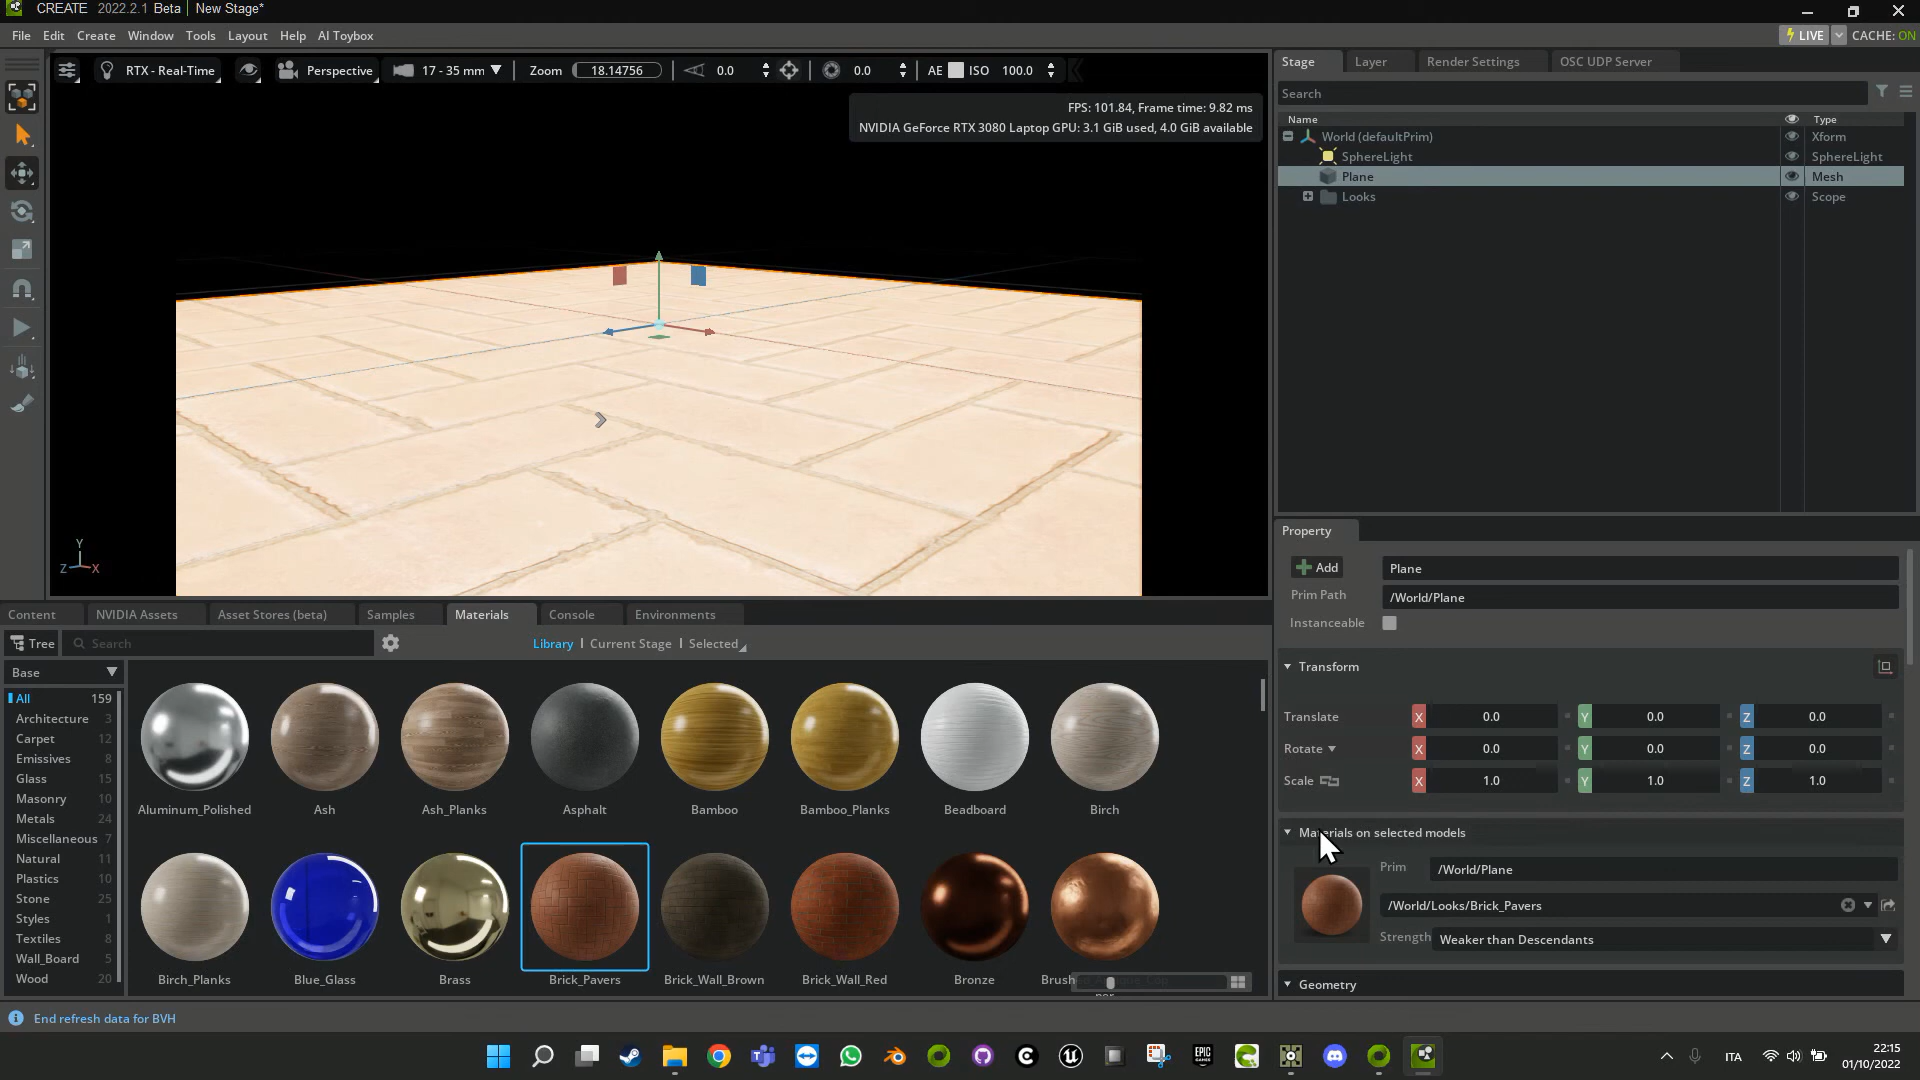 CREATE 2022.2.1 Beta New Stage*
File Edit Create Window Tools Layout Help AI Toybox
LIVE CACHE: ON
RTX - Real-Time Perspective 17 - 35 mm Zoom 18.14756 0.0 0.0 AE ISO 100.0
FPS: 101.84, Frame time: 9.82 ms
NVIDIA GeForce RTX 3080 Laptop GPU: 3.1 GiB used, 4.0 GiB available
Y
Z X
Stage Layer Render Settings OSC UDP Server
Search
Name Type
World (defaultPrim) Xform
SphereLight SphereLight
Plane Mesh
Looks Scope
Property
Add Plane
Prim Path /World/Plane
Instanceable
Transform
Translate X 0.0 Y 0.0 Z 0.0
Rotate X 0.0 Y 0.0 Z 0.0
Scale X 1.0 Y 1.0 Z 1.0
Materials on selected models
Prim /World/Plane
/World/Looks/Brick_Pavers
Strength Weaker than Descendants
Geometry
Content NVIDIA Assets Asset Stores (beta) Samples Materials Console Environments
Tree Search Library Current Stage Selected
Base
All 159
Architecture 3
Carpet 12
Emissives 8
Glass 15
Masonry 10
Metals 24
Miscellaneous 7
Natural 11
Plastics 10
Stone 25
Styles 1
Textiles 8
Wall_Board 5
Wood 20
Aluminum_Polished Ash Ash_Planks Asphalt Bamboo Bamboo_Planks Beadboard Birch
Birch_Planks Blue_Glass Brass Brick_Pavers Brick_Wall_Brown Brick_Wall_Red Bronze
End refresh data for BVH
EPIC
GAMES
ITA
22:15
01/10/2022